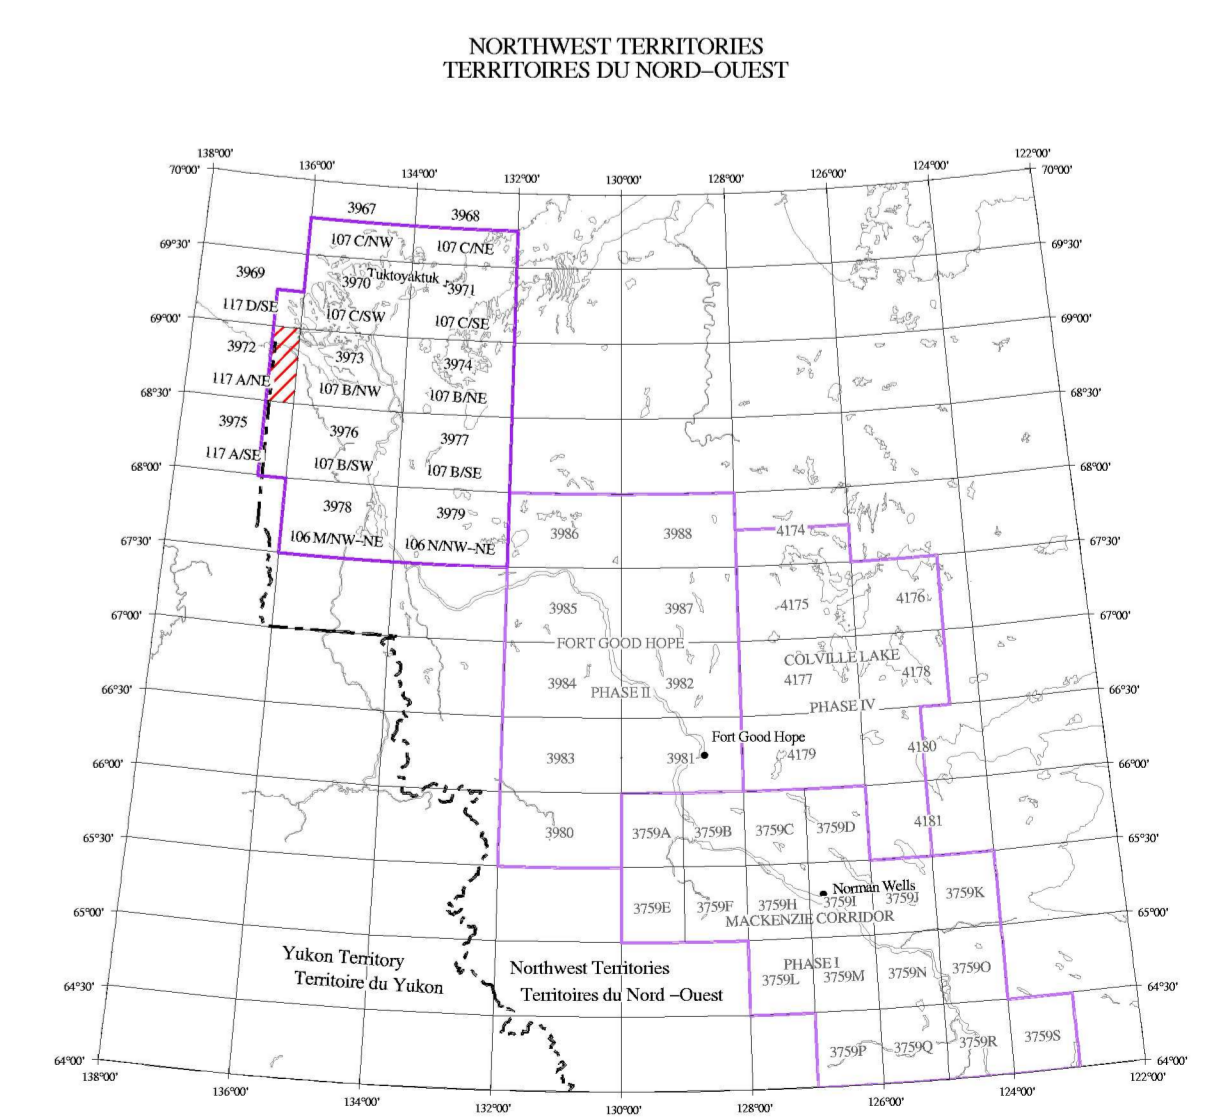 NORTHWEST TERRITORIES
TERRITOIRES DU NORD–OUEST
138°00'
136°00'
134°00'
132°00'
130°00'
128°00'
126°00'
124°00'
122°00'
70°00'
70°00'
3967
3968
69°30'
107 C/NW
107 C/NE
69°30'
3969
Tuktoyaktuk
3970
3971
117 D/SE
107 C/SW
107 C/SE
69°00'
69°00'
3972
3973
3974
117 A/NE
107 B/NW
107 B/NE
68°30'
68°30'
3975
3976
3977
117 A/SE
107 B/SW
107 B/SE
68°00'
68°00'
3978
3979
106 M/NW–NE
106 N/NW–NE
67°30'
3986
3988
4174
67°30'
3985
3987
4175
4176
67°00'
67°00'
FORT GOOD HOPE
COLVILLE LAKE
3984
3982
4177
4178
66°30'
PHASE II
PHASE IV
66°30'
Fort Good Hope
3983
3981
4179
4180
66°00'
66°00'
3980
3759A
3759B
3759C
3759D
4181
65°30'
65°30'
Norman Wells
3759E
3759F
3759H
3759I
3759J
3759K
65°00'
MACKENZIE CORRIDOR
65°00'
Yukon Territory
Territoire du Yukon
Northwest Territories
Territoires du Nord –Ouest
PHASE I
3759L
3759M
3759N
3759O
64°30'
64°30'
3759P
3759Q
3759R
3759S
64°00'
64°00'
138°00'
136°00'
134°00'
132°00'
130°00'
128°00'
126°00'
124°00'
122°00'